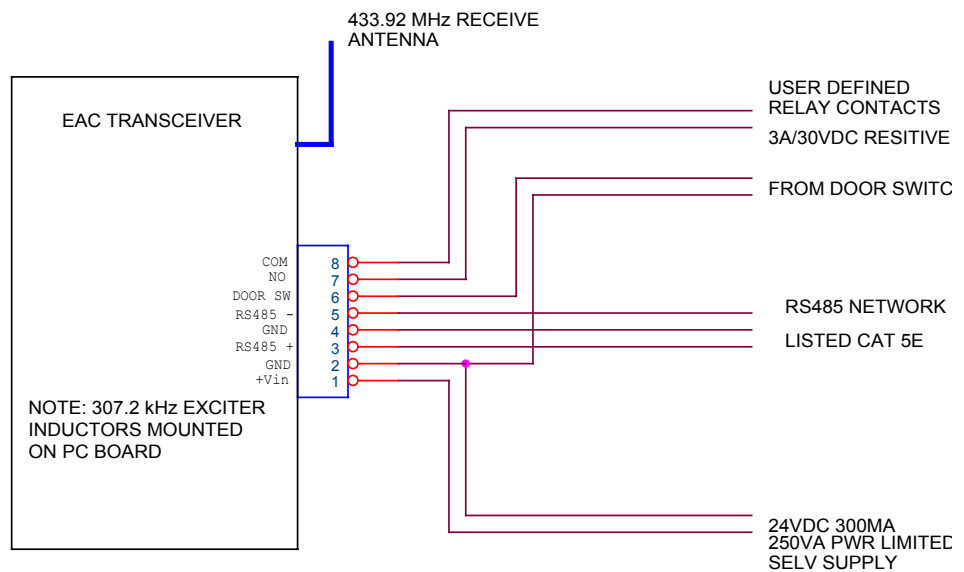 433.92 MHz RECEIVE
ANTENNA
EAC TRANSCEIVER
USER DEFINED
RELAY CONTACTS
3A/30VDC RESITIVE
FROM DOOR SWITC
COM 8
NO 7
DOOR SW 6
RS485 - 5
GND 4
RS485 + 3
GND 2
+Vin 1
RS485 NETWORK
LISTED CAT 5E
NOTE: 307.2 kHz EXCITER
INDUCTORS MOUNTED
ON PC BOARD
24VDC 300MA
250VA PWR LIMITED
SELV SUPPLY